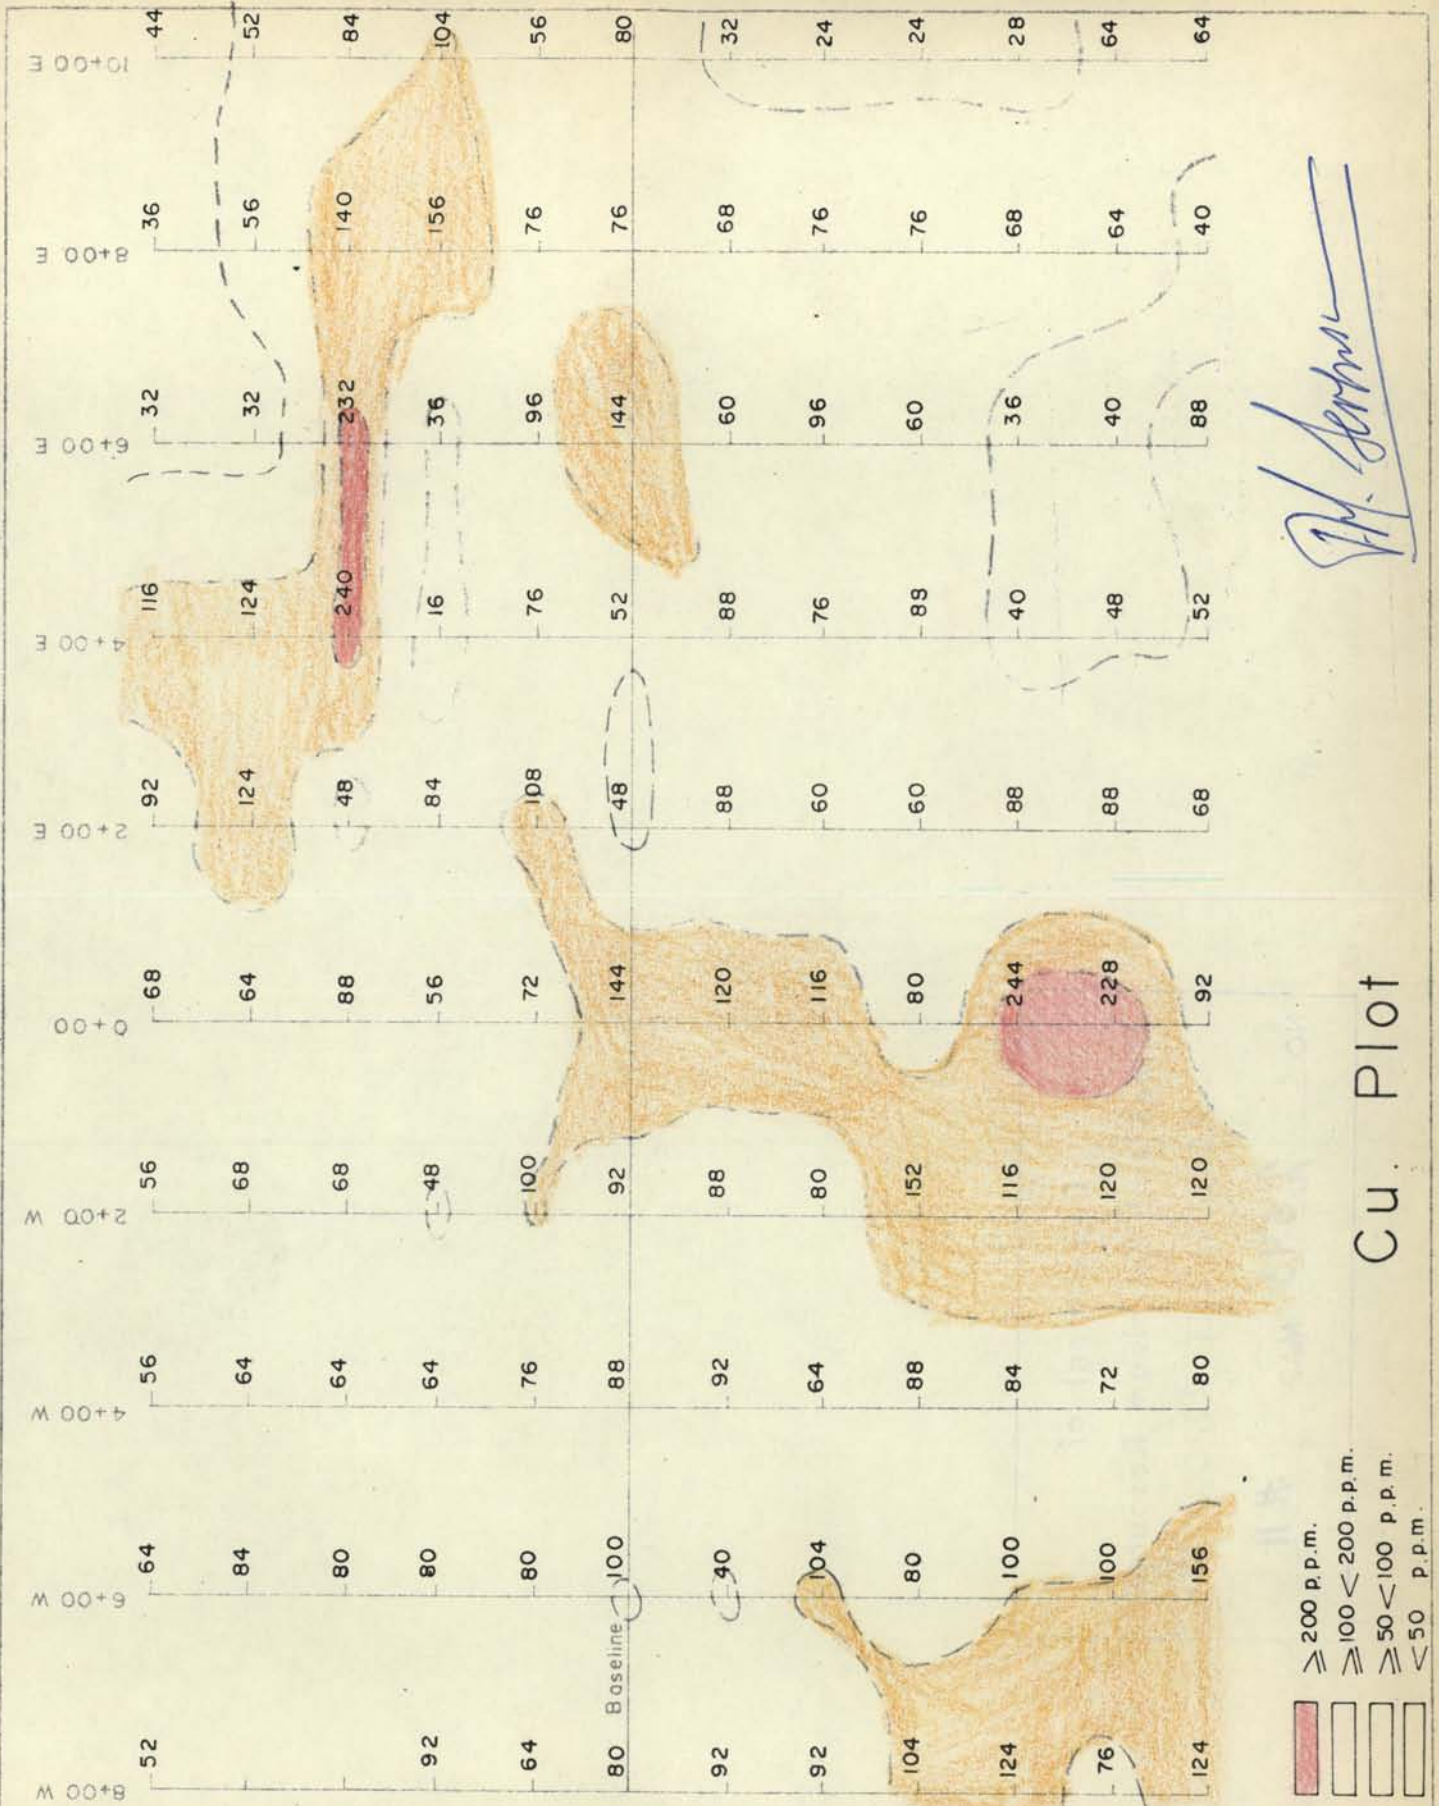 10+00 E 44 52 84 104 56 80 32 24 24 28 64 64
8+00 E 36 56 140 156 76 76 68 76 76 68 64 40
6+00 E 32 32 232 36 96 144 60 96 60 36 40 88
4+00 E 116 124 240 16 76 52 88 76 88 40 48 52
2+00 E 92 124 48 84 108 48 88 60 60 88 88 68
0+00 68 64 88 56 72 144 120 116 80 244 228 92
2+00 W 56 68 68 48 100 92 88 80 152 116 120 120
4+00 W 56 64 64 64 76 88 92 64 88 84 72 80
6+00 W 64 84 80 80 80 100 40 104 80 100 100 156
8+00 W 52 92 64 80 92 92 104 124 76 124
Baseline
Cu. Plot
⩾ 200 p.p.m.
⩾ 100 < 200 p.p.m.
⩾ 50 < 100 p.p.m.
< 50 p.p.m.